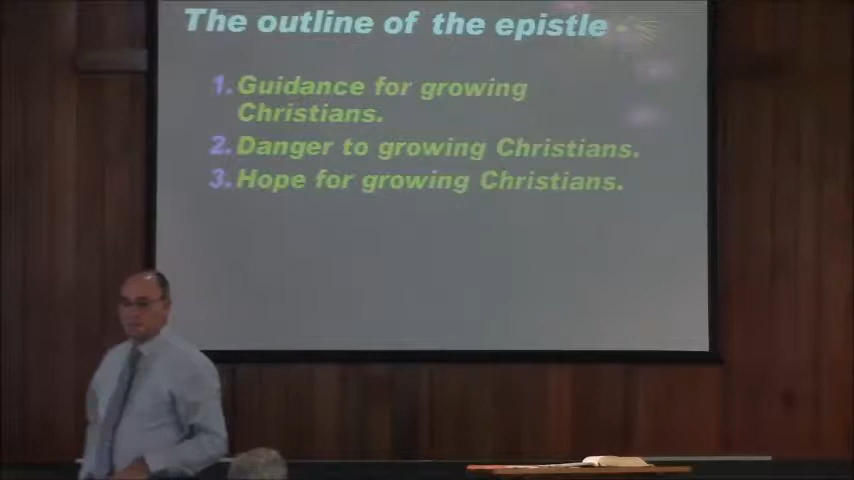 The outline of the epistle -
1. Guidance for growing
Christians.
2. Danger to growing Christians.
3. Hope for growing Christians.